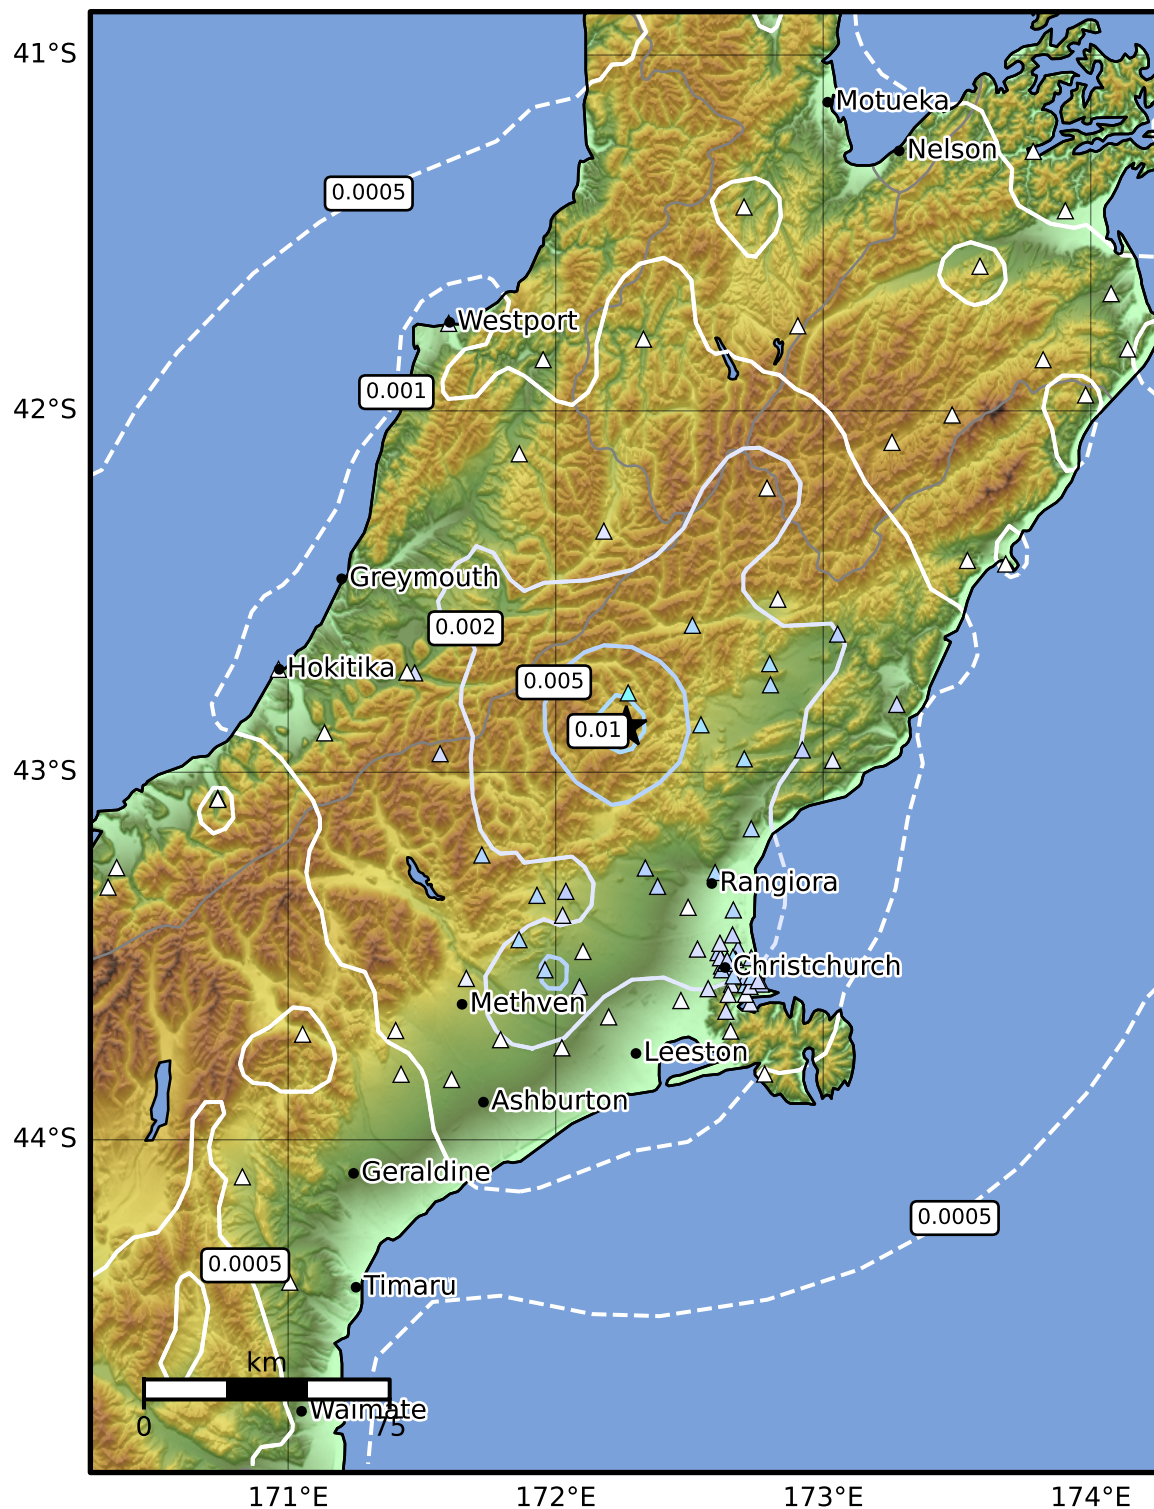 41°S
Motueka
Nelson
0.0005
Westport
0.001
42°S
Greymouth
0.002
Hokitika
0.005
0.01
43°S
Rangiora
Christchurch
Methven
Leeston
Ashburton
44°S
Geraldine
0.0005
0.0005
Timaru
km
Waimate
0 75
171°E 172°E 173°E 174°E